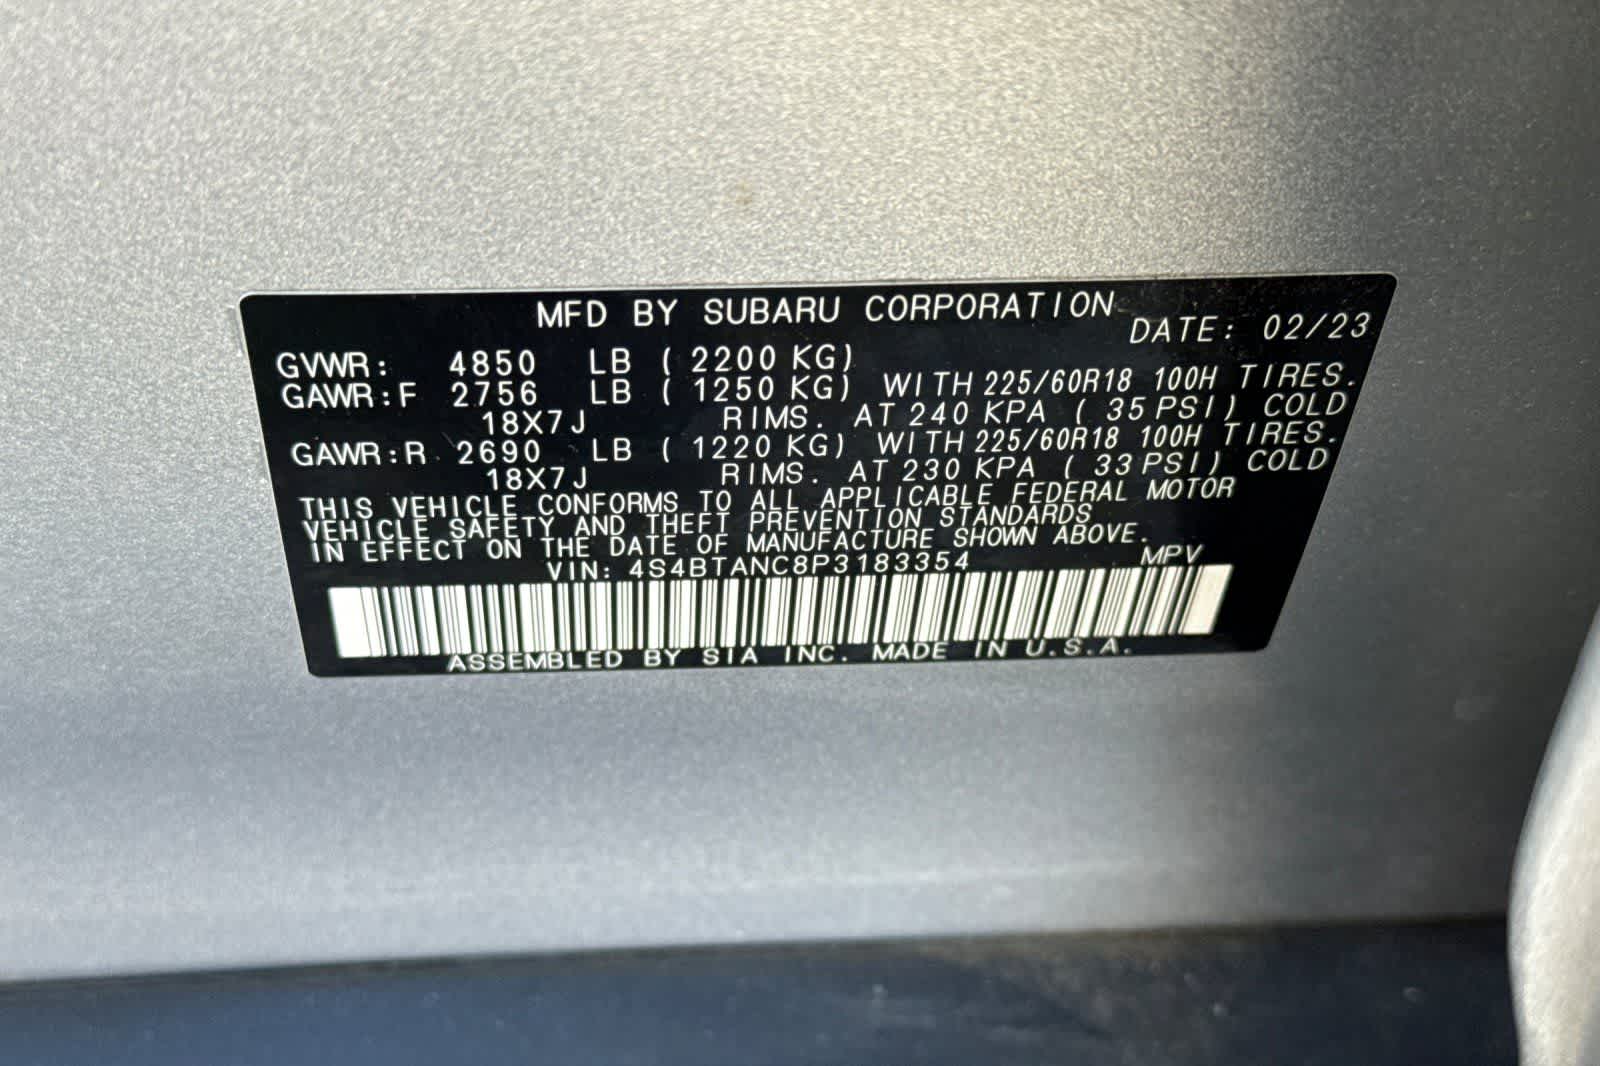 MFD BY SUBARU CORPORATION
DATE: 02/23
GVWR: 4850 LB ( 2200 KG)
GAWR:F 2756 LB ( 1250 KG) WITH 225/60R18 100H TIRES.
18X7J RIMS. AT 240 KPA ( 35 PSI) COLD
GAWR:R 2690 LB ( 1220 KG) WITH 225/60R18 100H TIRES.
18X7J RIMS. AT 230 KPA ( 33 PSI) COLD
THIS VEHICLE CONFORMS TO ALL APPLICABLE FEDERAL MOTOR
VEHICLE SAFETY AND THEFT PREVENTION STANDARDS
IN EFFECT ON THE DATE OF MANUFACTURE SHOWN ABOVE.
VIN: 4S4BTANC8P3183354 MPV
ASSEMBLED BY SIA INC. MADE IN U.S.A.